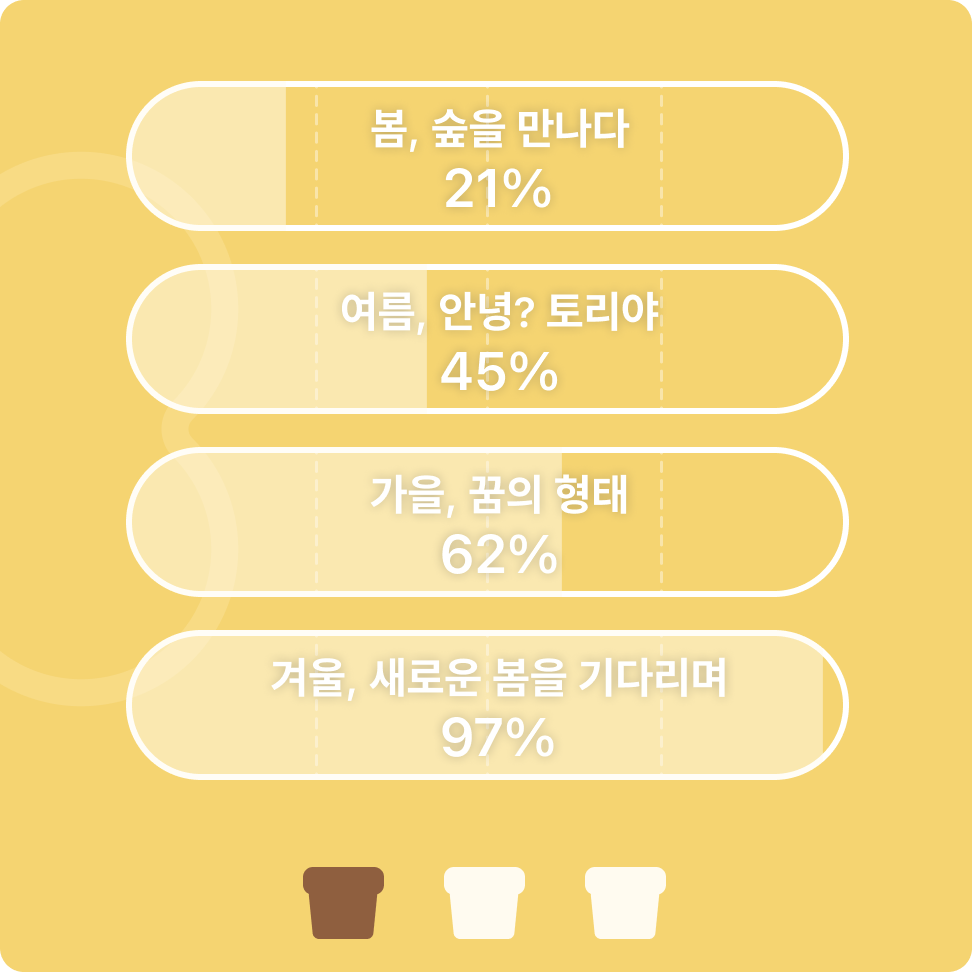 봄, 숲을 만나다
21%
여름, 안녕? 토리야
45%
가을, 꿈의 형태
62%
겨울, 새로운 봄을 기다리며
97%